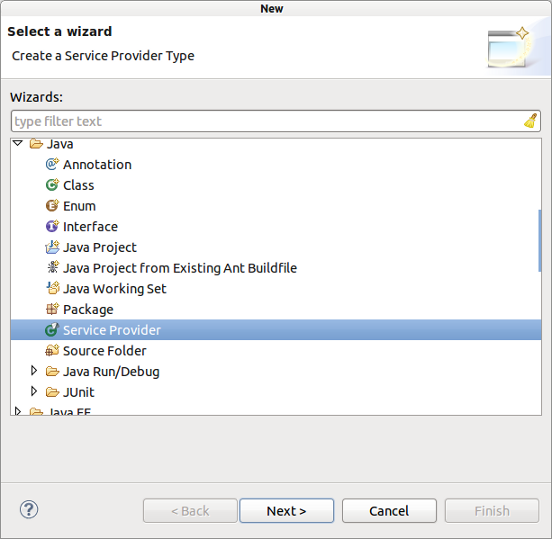 New
Select a wizard
Create a Service Provider Type
Wizards:
type filter text
Java
Annotation
Class
Enum
Interface
Java Project
Java Project from Existing Ant Buildfile
Java Working Set
Package
Service Provider
Source Folder
Java Run/Debug
JUnit
Java EE
< Back
Next >
Cancel
Finish